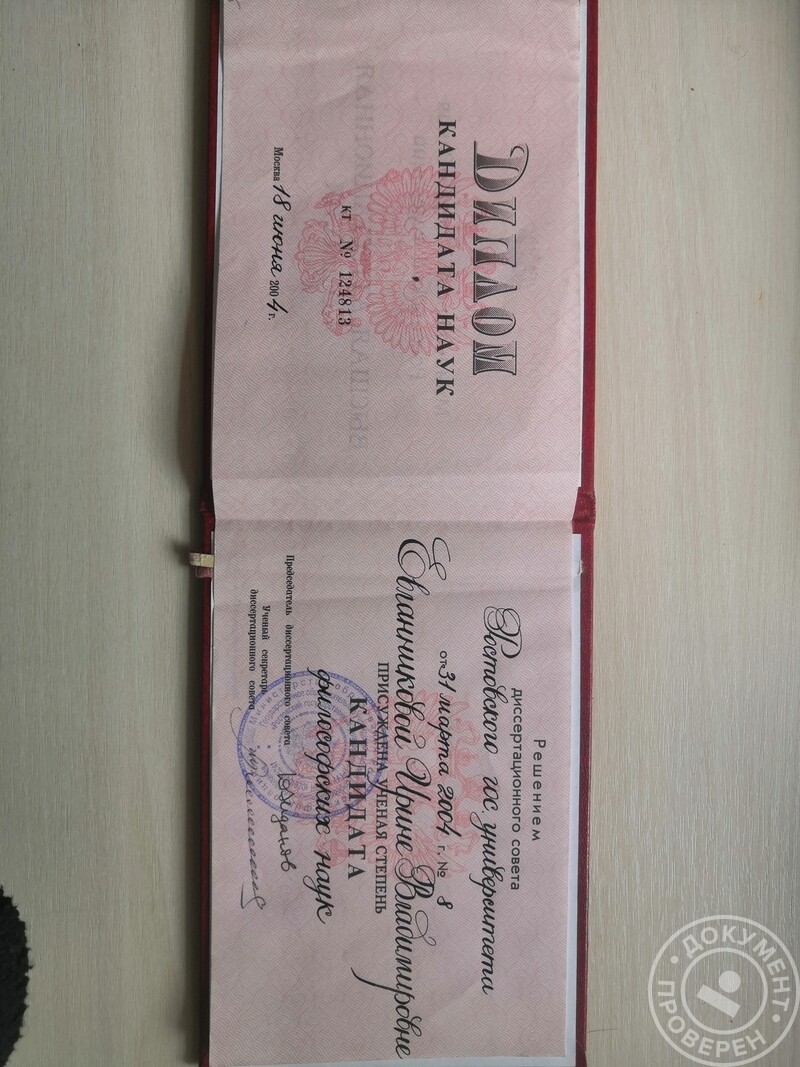 ДИПЛОМ
КАНДИДАТА НАУК
КТ № 124813
Москва 18 июня 2004 г.
Решением
диссертационного совета
Ростовского гос университета
от 31 марта 2004 г. № 8
Евланниковой Ирине Владимировне
ПРИСУЖДЕНА УЧЕНАЯ СТЕПЕНЬ
КАНДИДАТА
философских наук
Председатель диссертационного совета
Ученый секретарь
диссертационного совета
ДОКУМЕНТ
ПРОВЕРЕН